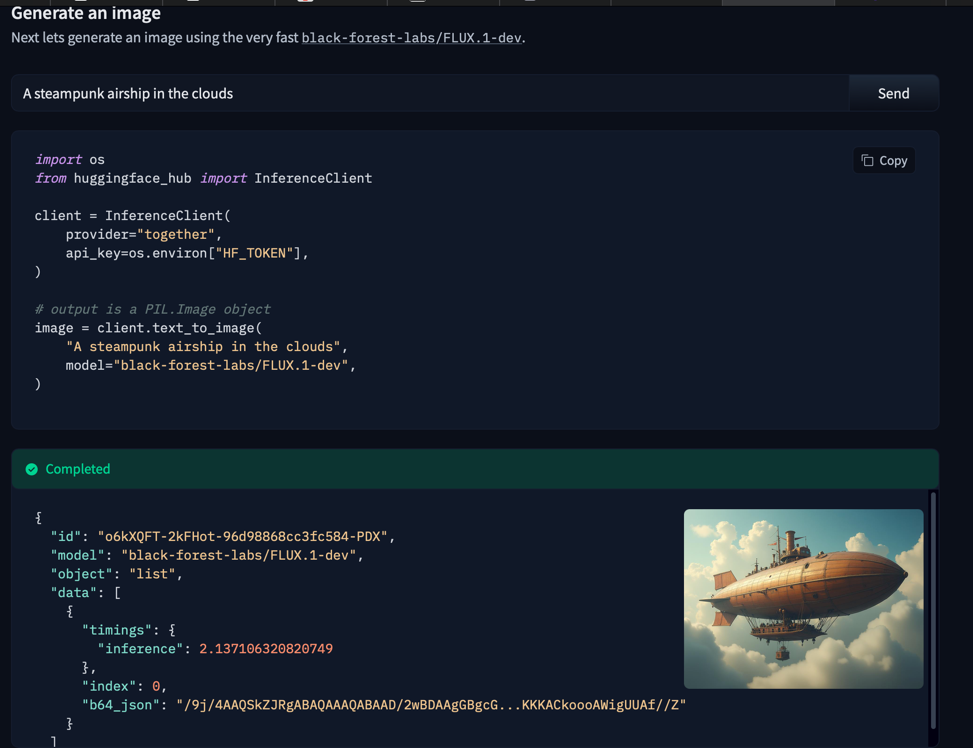 Generate an image
Next lets generate an image using the very fast black-forest-labs/FLUX.1-dev.
A steampunk airship in the clouds
Send
import os
Copy
from huggingface_hub import InferenceClient
client = InferenceClient(
    provider="together",
    api_key=os.environ["HF_TOKEN"],
)
# output is a PIL.Image object
image = client.text_to_image(
    "A steampunk airship in the clouds",
    model="black-forest-labs/FLUX.1-dev",
)
Completed
{
  "id": "o6kXQFT-2kFHot-96d98868cc3fc584-PDX",
  "model": "black-forest-labs/FLUX.1-dev",
  "object": "list",
  "data": [
    {
      "timings": {
        "inference": 2.137106320820749
      },
      "index": 0,
      "b64_json": "/9j/4AAQSkZJRgABAQAAAQABAAD/2wBDAAgGBgcG...KKKACkoooAWigUUAf//Z"
    }
  ]